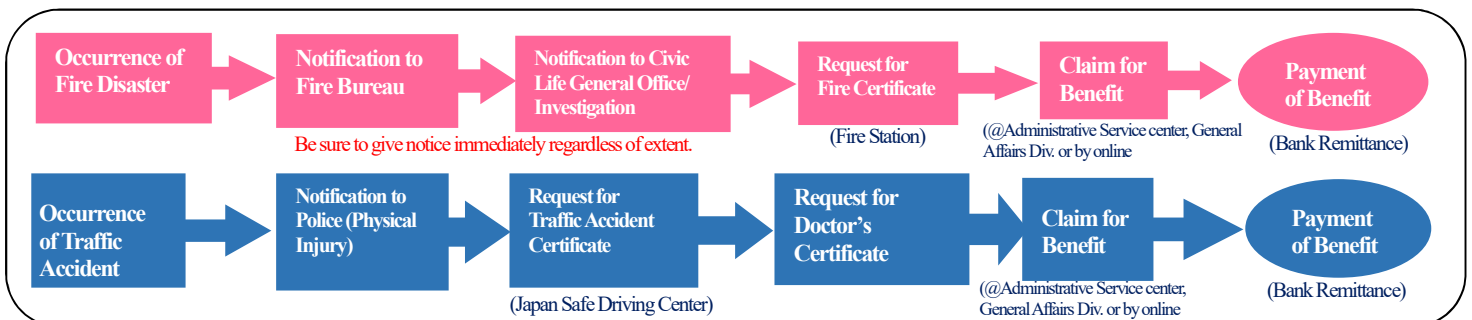 Occurrence of
Fire Disaster
Notification to
Fire Bureau
Notification to Civic
Life General Office/
Investigation
Request for
Fire Certificate
Claim for
Benefit
Payment
of Benefit
Be sure to give notice immediately regardless of extent.
(Fire Station)
(@Administrative Service center, General
Affairs Div. or by online
(Bank Remittance)
Occurrence
of Traffic
Accident
Notification to
Police (Physical
Injury)
Request for
Traffic Accident
Certificate
Request for
Doctor's
Certificate
Claim for
Benefit
Payment
of Benefit
(Japan Safe Driving Center)
(@Administrative Service center,
General Affairs Div. or by online
(Bank Remittance)